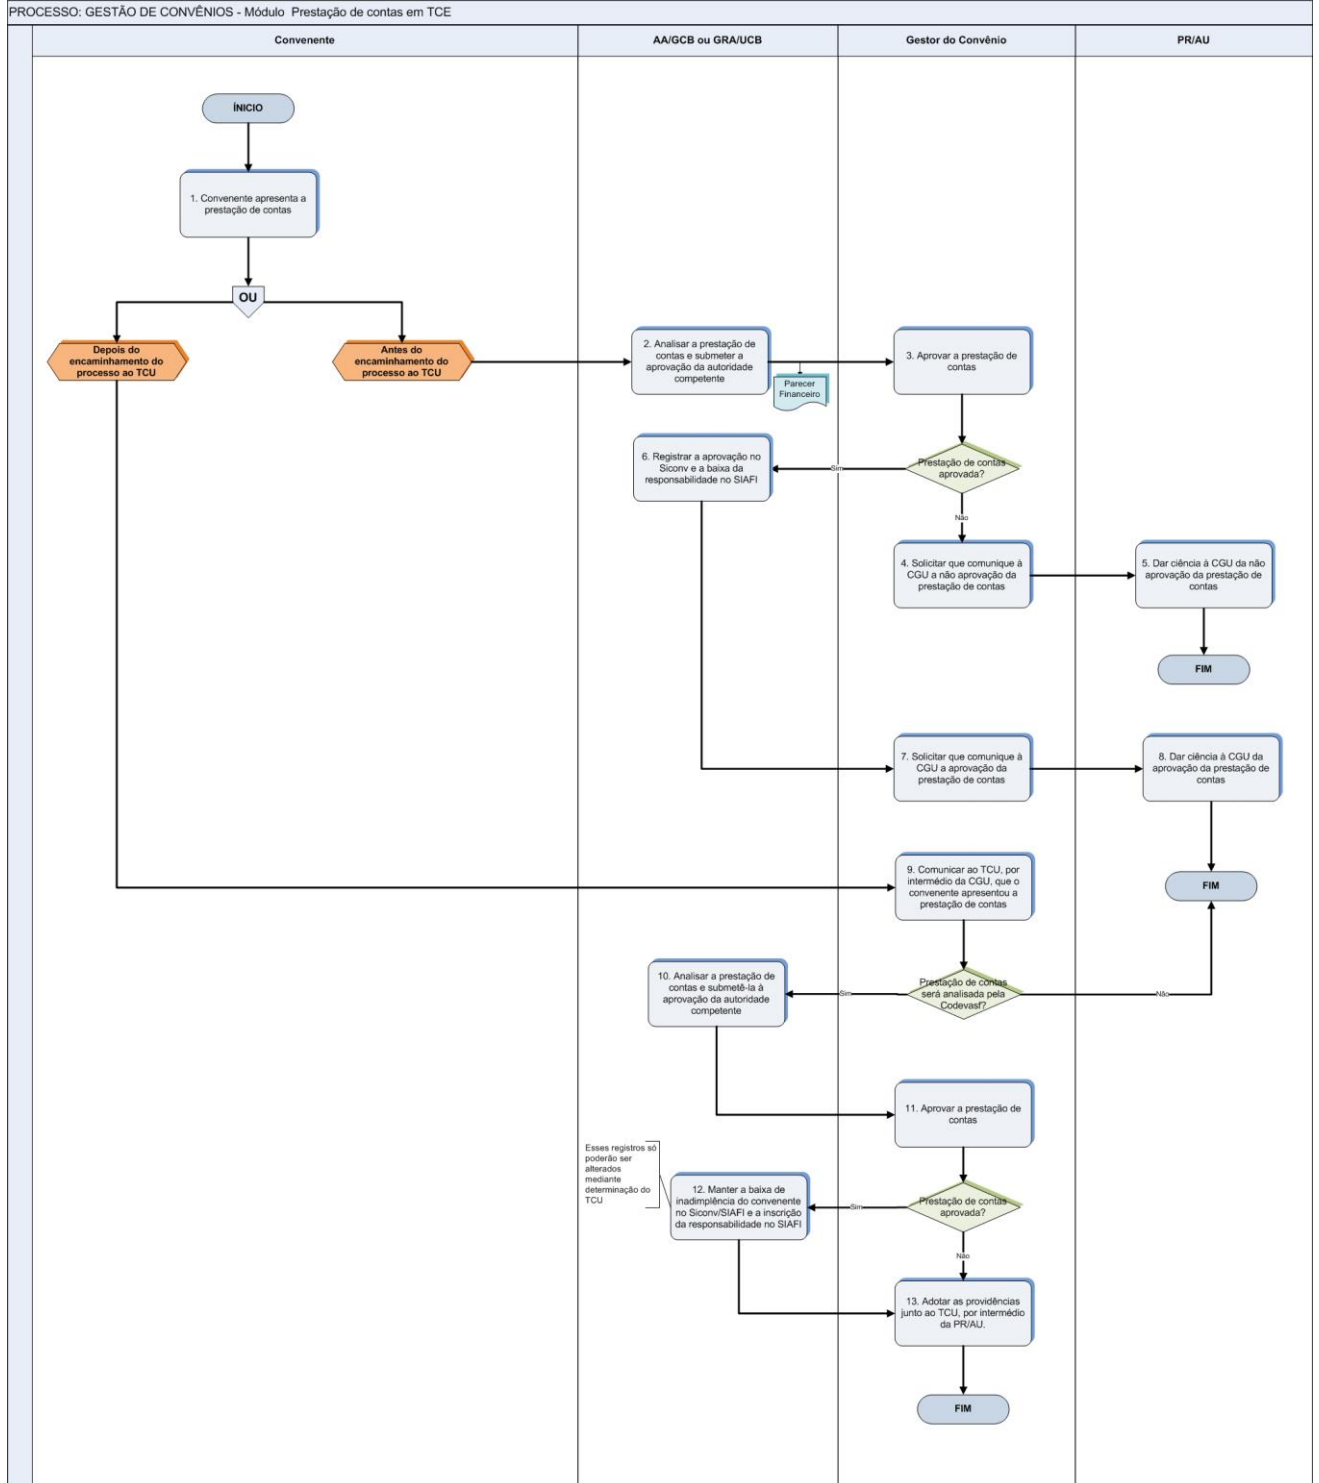 PROCESSO: GESTÃO DE CONVÊNIOS - Módulo  Prestação de contas em TCE
Convenente
AA/GCB ou GRA/UCB
Gestor do Convênio
PR/AU
ÍNICIO
1. Convenente apresenta a
prestação de contas
OU
Depois do
encaminhamento do
processo ao TCU
Antes do
encaminhamento do
processo ao TCU
2. Analisar a prestação de
contas e submeter a
aprovação da autoridade
competente
Parecer
Financeiro
3. Aprovar a prestação de
contas
Prestação de contas
aprovada?
Sim
6. Registrar a aprovação no
Siconv e a baixa da
responsabilidade no SIAFI
Não
4. Solicitar que comunique à
CGU a não aprovação da
prestação de contas
5. Dar ciência à CGU da não
aprovação da prestação de
contas
FIM
7. Solicitar que comunique à
CGU a aprovação da
prestação de contas
8. Dar ciência à CGU da
aprovação da prestação de
contas
FIM
9. Comunicar ao TCU, por
intermédio da CGU, que o
convenente apresentou a
prestação de contas
Prestação de contas
será analisada pela
Codevasf?
Sim
Não
10. Analisar a prestação de
contas e submetê-la à
aprovação da autoridade
competente
11. Aprovar a prestação de
contas
Esses registros só
poderão ser
alterados
mediante
determinação do
TCU
12. Manter a baixa de
inadimplência do convenente
no Siconv/SIAFI e a inscrição
da responsabilidade no SIAFI
Sim
Prestação de contas
aprovada?
Não
13. Adotar as providências
junto ao TCU, por intermédio
da PR/AU.
FIM